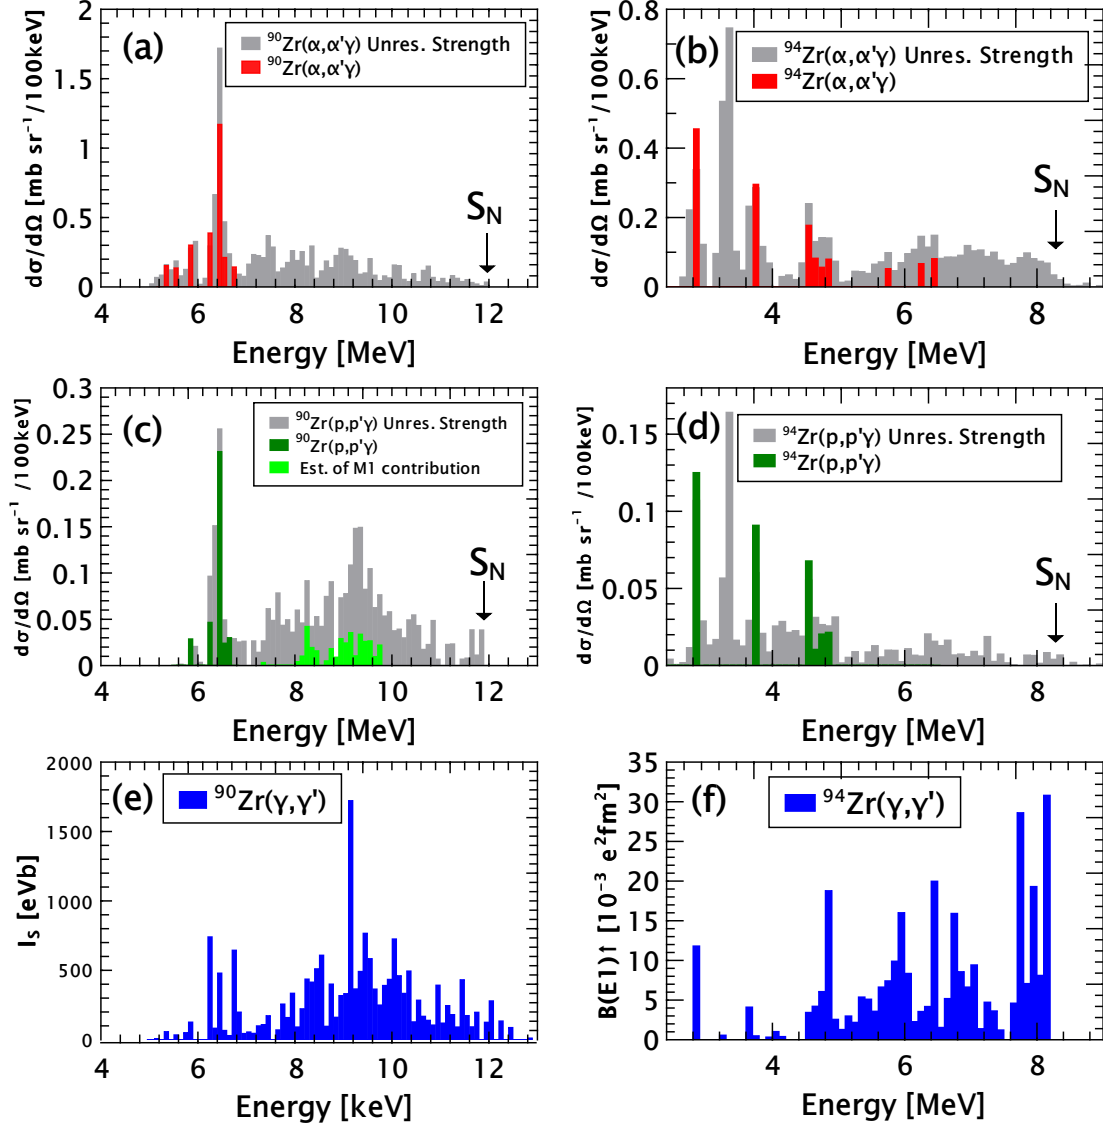 (a)
⁹⁰Zr(α,α'γ) Unres. Strength
⁹⁰Zr(α,α'γ)
S_N
dσ/dΩ [mb sr⁻¹/100keV]
2
1.5
1
0.5
0
4 6 8 10 12
Energy [MeV]
(b)
⁹⁴Zr(α,α'γ) Unres. Strength
⁹⁴Zr(α,α'γ)
S_N
dσ/dΩ [mb sr⁻¹/100keV]
0.8
0.6
0.4
0.2
0
4 6 8
Energy [MeV]
(c)
⁹⁰Zr(p,p'γ) Unres. Strength
⁹⁰Zr(p,p'γ)
Est. of M1 contribution
S_N
dσ/dΩ [mb sr⁻¹ /100keV]
0.3
0.25
0.2
0.15
0.1
0.05
0
4 6 8 10 12
Energy [MeV]
(d)
⁹⁴Zr(p,p'γ) Unres. Strength
⁹⁴Zr(p,p'γ)
S_N
dσ/dΩ [mb sr⁻¹ /100keV]
0.15
0.1
0.05
0
4 6 8
Energy [MeV]
(e)
⁹⁰Zr(γ,γ')
I_S [eVb]
2000
1500
1000
500
0
4 6 8 10 12
Energy [keV]
(f)
⁹⁴Zr(γ,γ')
B(E1)↑ [10⁻³ e²fm²]
35
30
25
20
15
10
5
0
4 6 8
Energy [MeV]